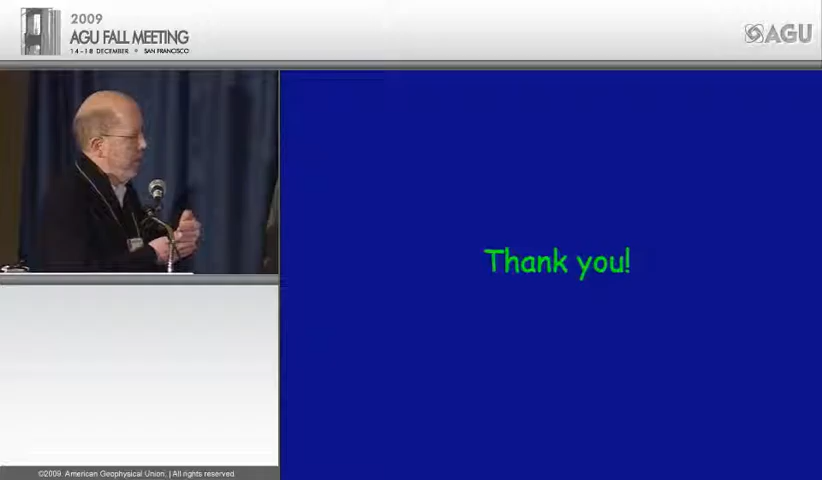 2009
AGU FALL MEETING
14-18 DECEMBER • SAN FRANCISCO
AGU
Thank you!
©2009. American Geophysical Union. | All rights reserved.